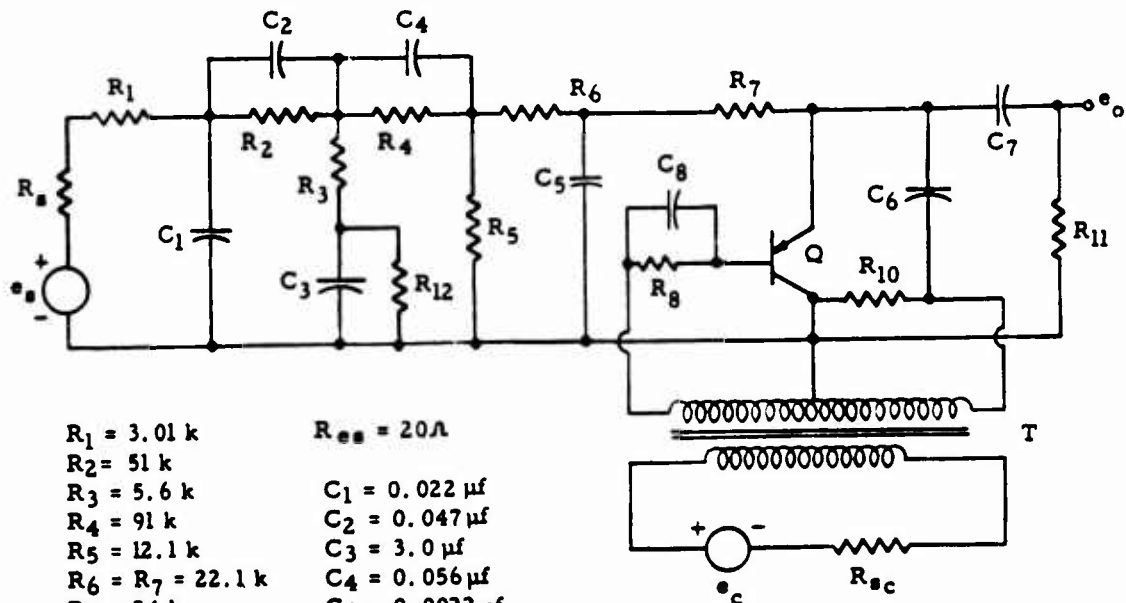 C2
C4
R1
R6
R7
eo
R2
R4
C7
Rs
R3
C5
C8
C6
C1
R5
R11
es
+
-
C3
R12
R8
Q
R10
T
R1 = 3.01 k
R2 = 51 k
R3 = 5.6 k
R4 = 91 k
R5 = 12.1 k
R6 = R7 = 22.1 k
Res = 20Ω
C1 = 0.022 μf
C2 = 0.047 μf
C3 = 3.0 μf
C4 = 0.056 μf
+
-
ec
Rsc